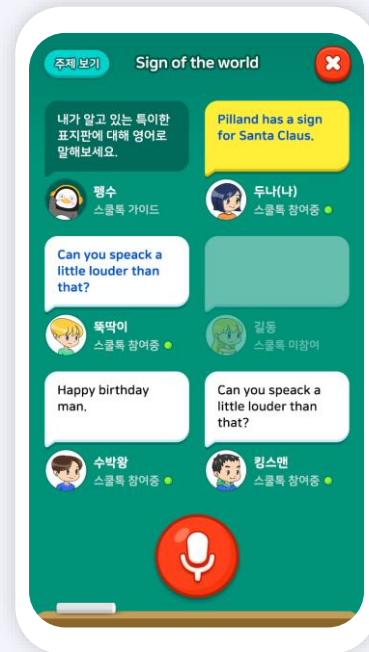 주제 보기
Sign of the world
내가 알고 있는 특이한
표지판에 대해 영어로
말해보세요.
펭수
스쿨톡 가이드
Pilland has a sign
for Santa Claus.
두나(나)
스쿨톡 참여중
Can you speack a
little louder than
that?
뚝딱이
스쿨톡 참여중
길동
스쿨톡 미참여
Happy birthday
man.
수박왕
스쿨톡 참여중
Can you speack a
little louder than
that?
킹스맨
스쿨톡 참여중